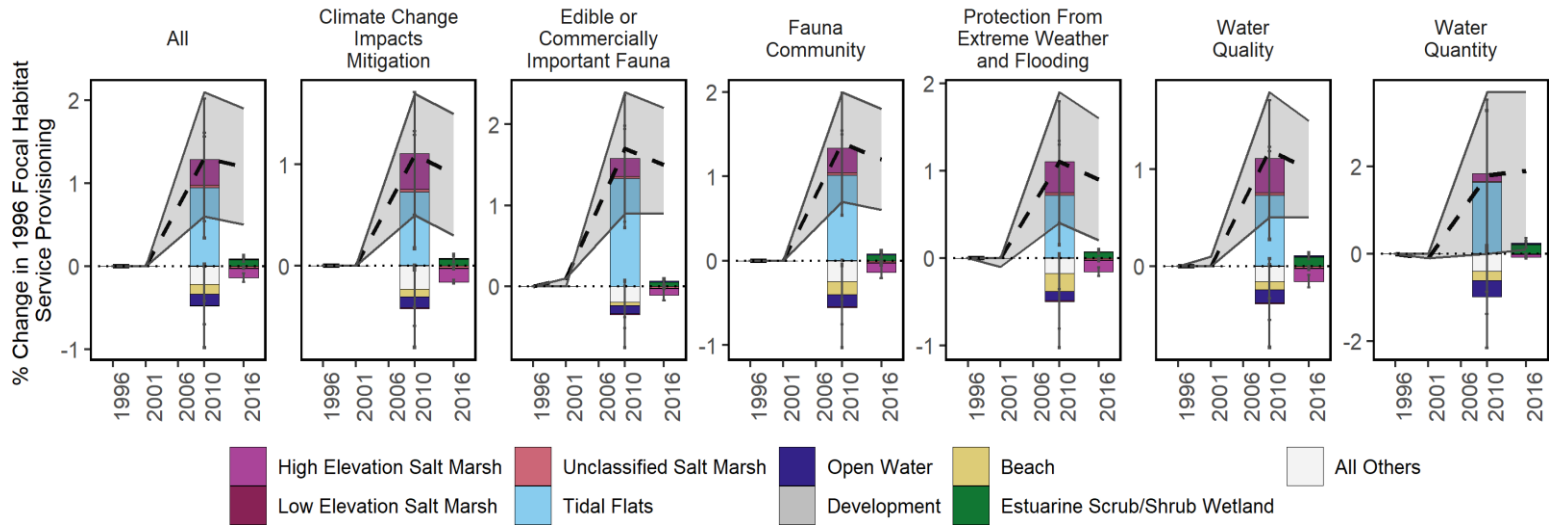 All
Climate Change
Impacts
Mitigation
Edible or
Commercially
Important Fauna
Fauna
Community
Protection From
Extreme Weather
and Flooding
Water
Quality
Water
Quantity
% Change in 1996 Focal Habitat
Service Provisioning
2
1
0
-1
1
0
2
1
0
2
1
0
-1
2
1
0
-1
1
0
2
0
-2
1996 2001 2006 2010 2016
1996 2001 2006 2010 2016
1996 2001 2006 2010 2016
1996 2001 2006 2010 2016
1996 2001 2006 2010 2016
1996 2001 2006 2010 2016
1996 2001 2006 2010 2016
High Elevation Salt Marsh Unclassified Salt Marsh Open Water Beach All Others
Low Elevation Salt Marsh Tidal Flats Development Estuarine Scrub/Shrub Wetland